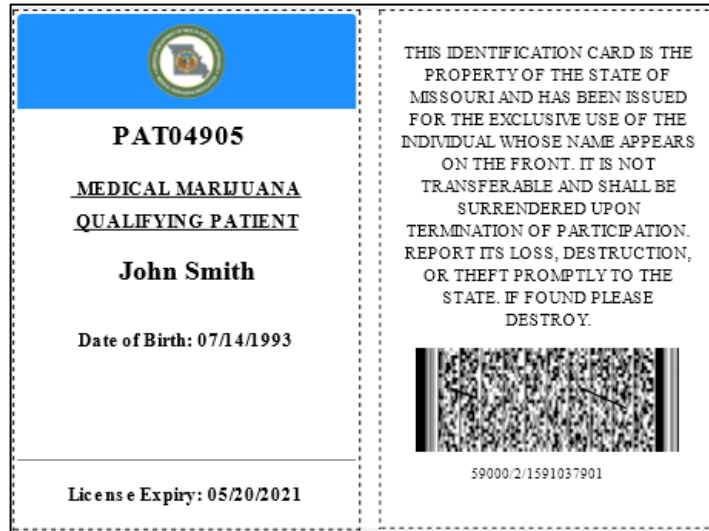 PAT04905
MEDICAL MARIJUANA
QUALIFYING PATIENT
John Smith
Date of Birth: 07/14/1993
License Expiry: 05/20/2021
THIS IDENTIFICATION CARD IS THE
PROPERTY OF THE STATE OF
MISSOURI AND HAS BEEN ISSUED
FOR THE EXCLUSIVE USE OF THE
INDIVIDUAL WHOSE NAME APPEARS
ON THE FRONT. IT IS NOT
TRANSFERABLE AND SHALL BE
SURRENDERED UPON
TERMINATION OF PARTICIPATION.
REPORT ITS LOSS, DESTRUCTION,
OR THEFT PROMPTLY TO THE
STATE. IF FOUND PLEASE
DESTROY.
59000/2/1591037901